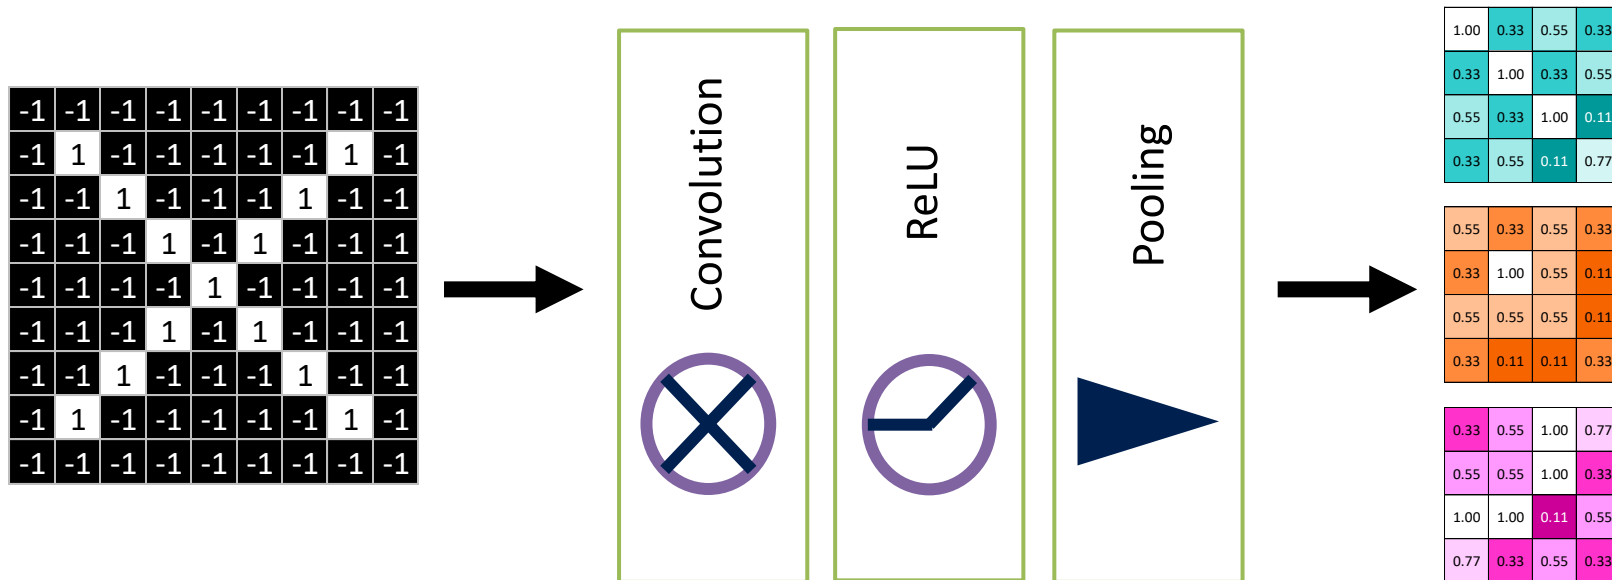 -1 -1 -1 -1 -1 -1 -1 -1 -1
-1 1 -1 -1 -1 -1 -1 1 -1
-1 -1 1 -1 -1 -1 1 -1 -1
-1 -1 -1 1 -1 1 -1 -1 -1
-1 -1 -1 -1 1 -1 -1 -1 -1
-1 -1 -1 1 -1 1 -1 -1 -1
-1 -1 1 -1 -1 -1 1 -1 -1
-1 1 -1 -1 -1 -1 -1 1 -1
-1 -1 -1 -1 -1 -1 -1 -1 -1
Convolution
ReLU
Pooling
1.00 0.33 0.55 0.33
0.33 1.00 0.33 0.55
0.55 0.33 1.00 0.11
0.33 0.55 0.11 0.77
0.55 0.33 0.55 0.33
0.33 1.00 0.55 0.11
0.55 0.55 0.55 0.11
0.33 0.11 0.11 0.33
0.33 0.55 1.00 0.77
0.55 0.55 1.00 0.33
1.00 1.00 0.11 0.55
0.77 0.33 0.55 0.33